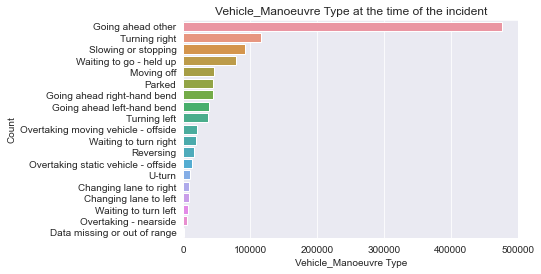 Vehicle_Manoeuvre Type at the time of the incident
Going ahead other
Turning right
Slowing or stopping
Waiting to go - held up
Moving off
Parked
Going ahead right-hand bend
Going ahead left-hand bend
Turning left
Overtaking moving vehicle - offside
Waiting to turn right
Reversing
Overtaking static vehicle - offside
U-turn
Changing lane to right
Changing lane to left
Waiting to turn left
Overtaking - nearside
Data missing or out of range
Count
0 100000 200000 300000 400000 500000
Vehicle_Manoeuvre Type